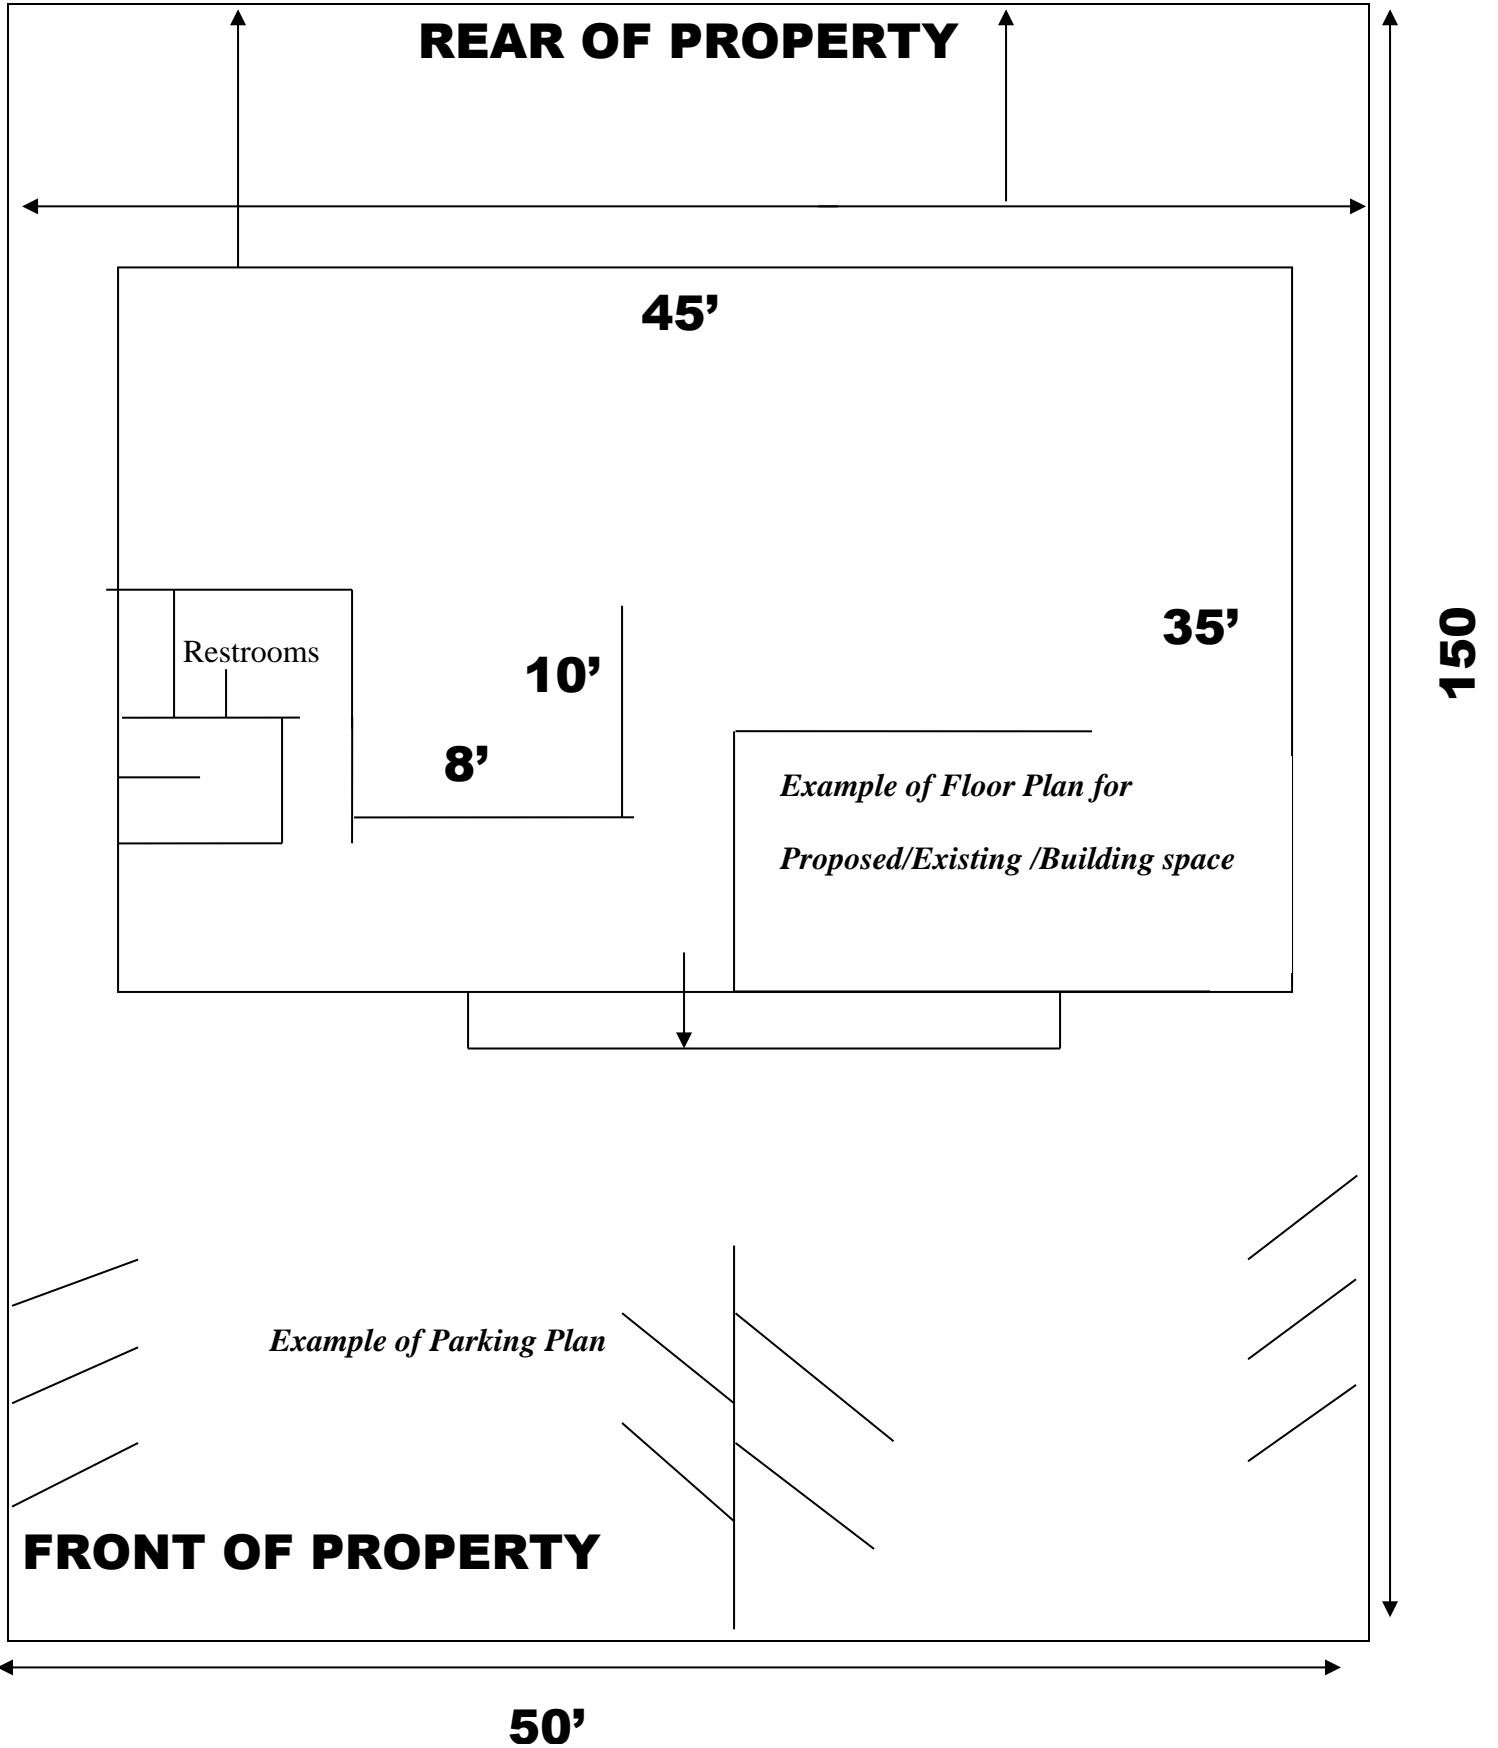 REAR OF PROPERTY
45’
35’
150
Restrooms
10’
8’
Example of Floor Plan for
Proposed/Existing /Building space
Example of Parking Plan
FRONT OF PROPERTY
50’